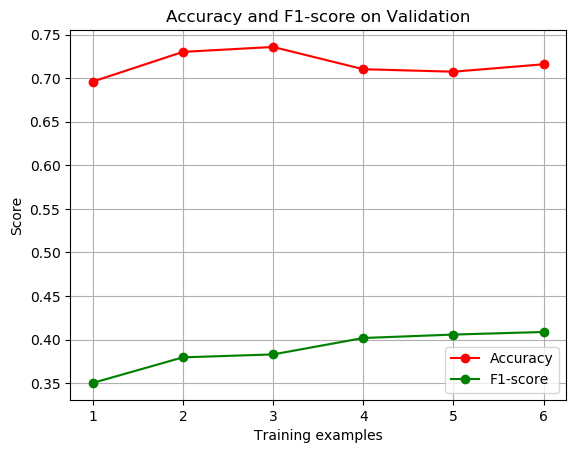 Accuracy and F1-score on Validation
0.75
0.70
0.65
0.60
0.55
0.50
0.45
0.40
0.35
Score
Accuracy
F1-score
1 2 3 4 5 6
Training examples